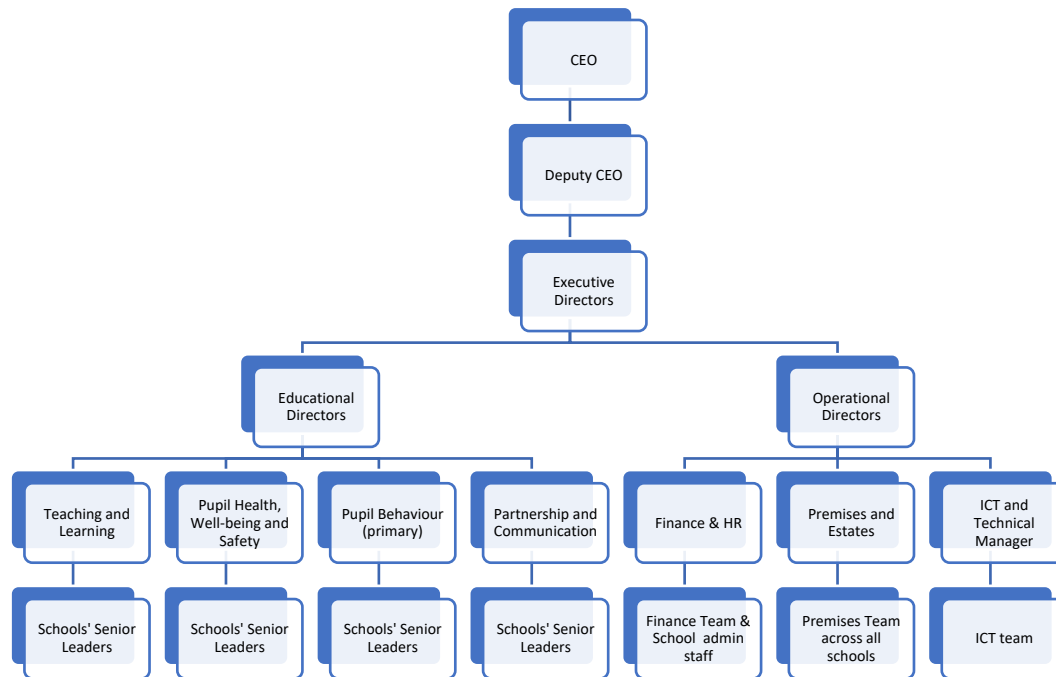 CEO
Deputy CEO
Executive
Directors
Educational
Directors
Operational
Directors
Teaching and
Learning
Pupil Health,
Well-being and
Safety
Pupil Behaviour
(primary)
Partnership and
Communication
Finance & HR
Premises and
Estates
ICT and
Technical
Manager
Schools' Senior
Leaders
Schools' Senior
Leaders
Schools' Senior
Leaders
Schools' Senior
Leaders
Finance Team &
School admin
staff
Premises Team
across all
schools
ICT team